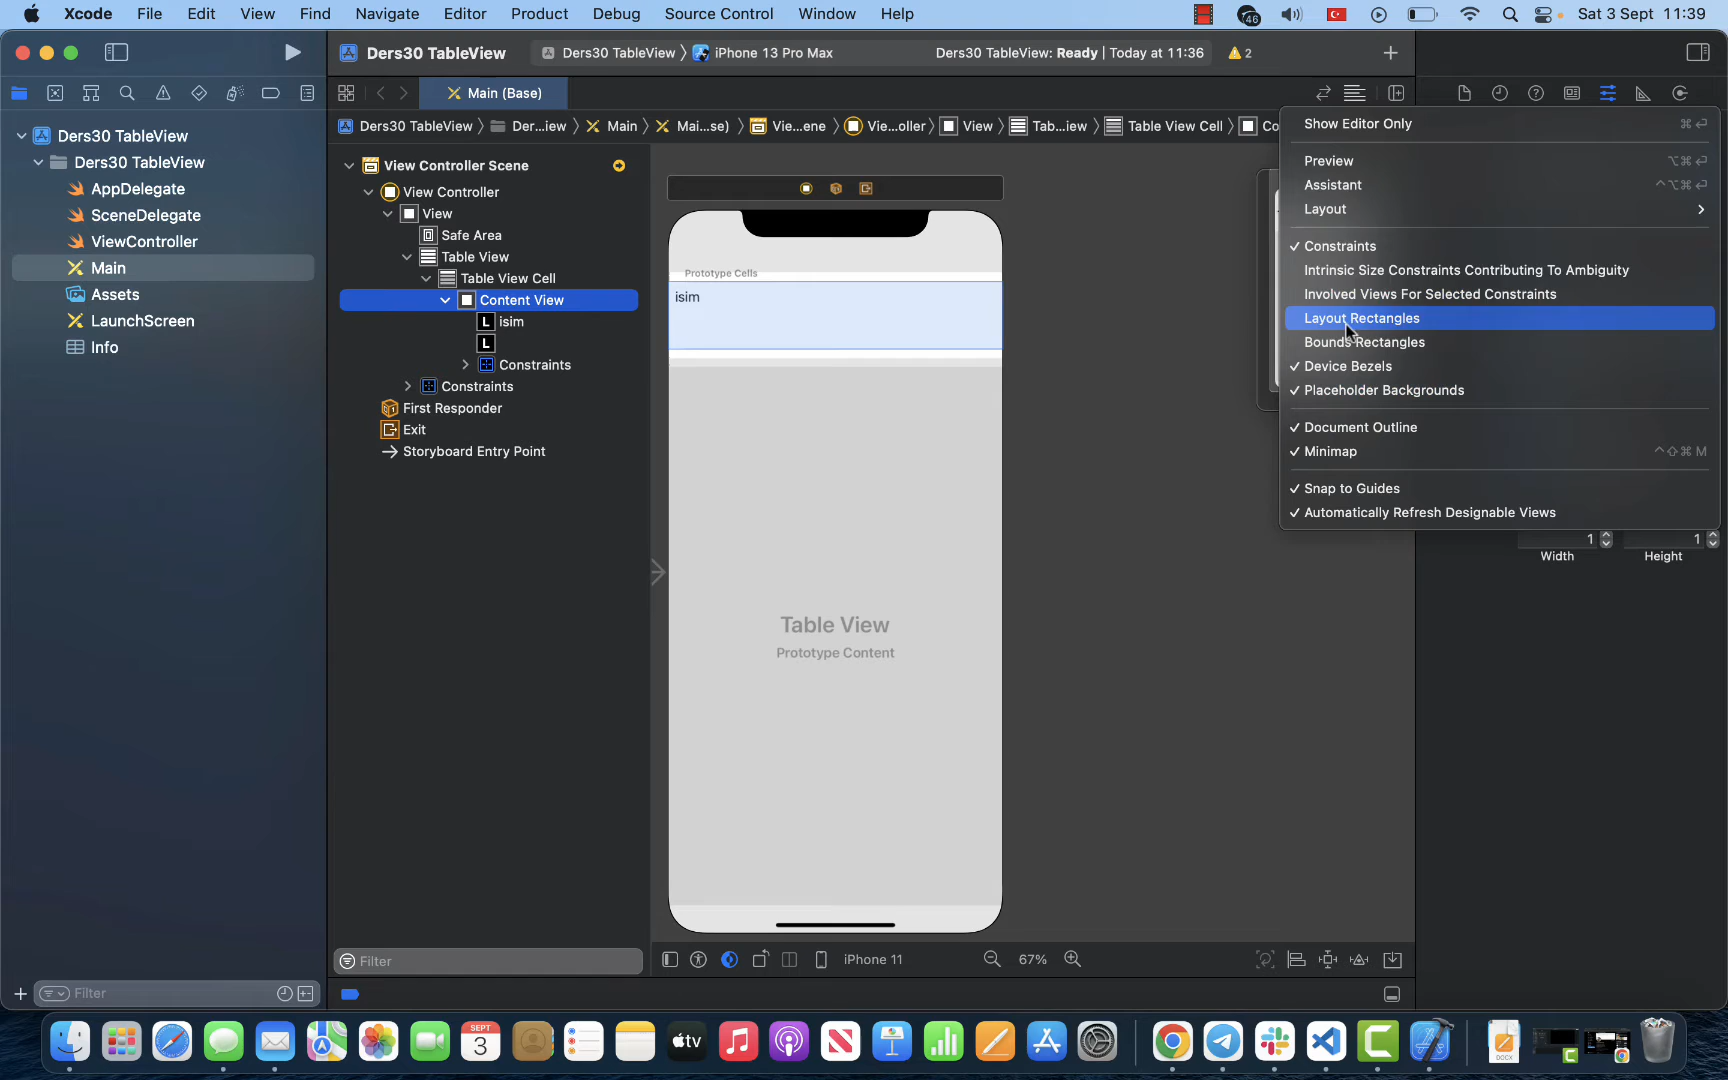 Xcode File Edit View Find Navigate Editor Product Debug Source Control Window Help 46 Sat 3 Sept 11:39
Ders30 TableView Ders30 TableView iPhone 13 Pro Max Ders30 TableView: Ready | Today at 11:36 2
Main (Base)
Ders30 TableView Der...iew Main Mai...se) Vie...ene Vie...oller View Tab...iew Table View Cell Co
Ders30 TableView
Ders30 TableView
AppDelegate
SceneDelegate
ViewController
Main
Assets
LaunchScreen
Info
View Controller Scene
View Controller
View
Safe Area
Table View
Table View Cell
Content View
L isim
L
Constraints
Constraints
First Responder
Exit
Storyboard Entry Point
Prototype Cells
isim
Table View
Prototype Content
Show Editor Only ⌘⏎
Preview ⌥⌘⏎
Assistant ^⌥⌘⏎
Layout
✓ Constraints
Intrinsic Size Constraints Contributing To Ambiguity
Involved Views For Selected Constraints
Layout Rectangles
Bounds Rectangles
✓ Device Bezels
✓ Placeholder Backgrounds
✓ Document Outline
✓ Minimap ^⇧⌘M
✓ Snap to Guides
✓ Automatically Refresh Designable Views
1 1
Width Height
Filter
iPhone 11 67%
Filter
SEPT
3
tv
DOCX